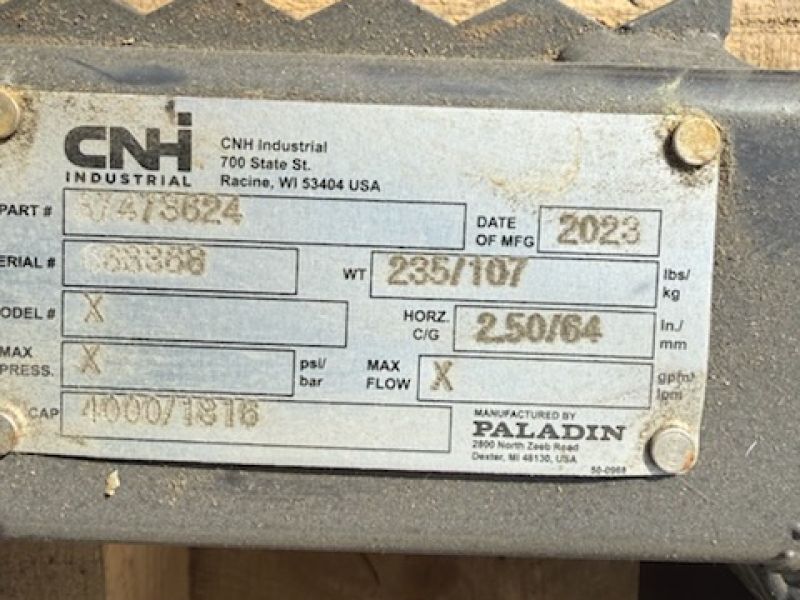 CNH
INDUSTRIAL
CNH Industrial
700 State St.
Racine, WI 53404 USA
PART #
DATE
OF MFG 2023
ERIAL #
WT 235/107 lbs/
kg
ODEL # X
HORZ.
C/G 2.50/64 In./
mm
MAX
PRESS. X psi/
bar
MAX
FLOW X gpm/
lpm
CAP 4000/1816
MANUFACTURED BY
PALADIN
2800 North Zeeb Road
Dexter, MI 48130, USA
50-0968